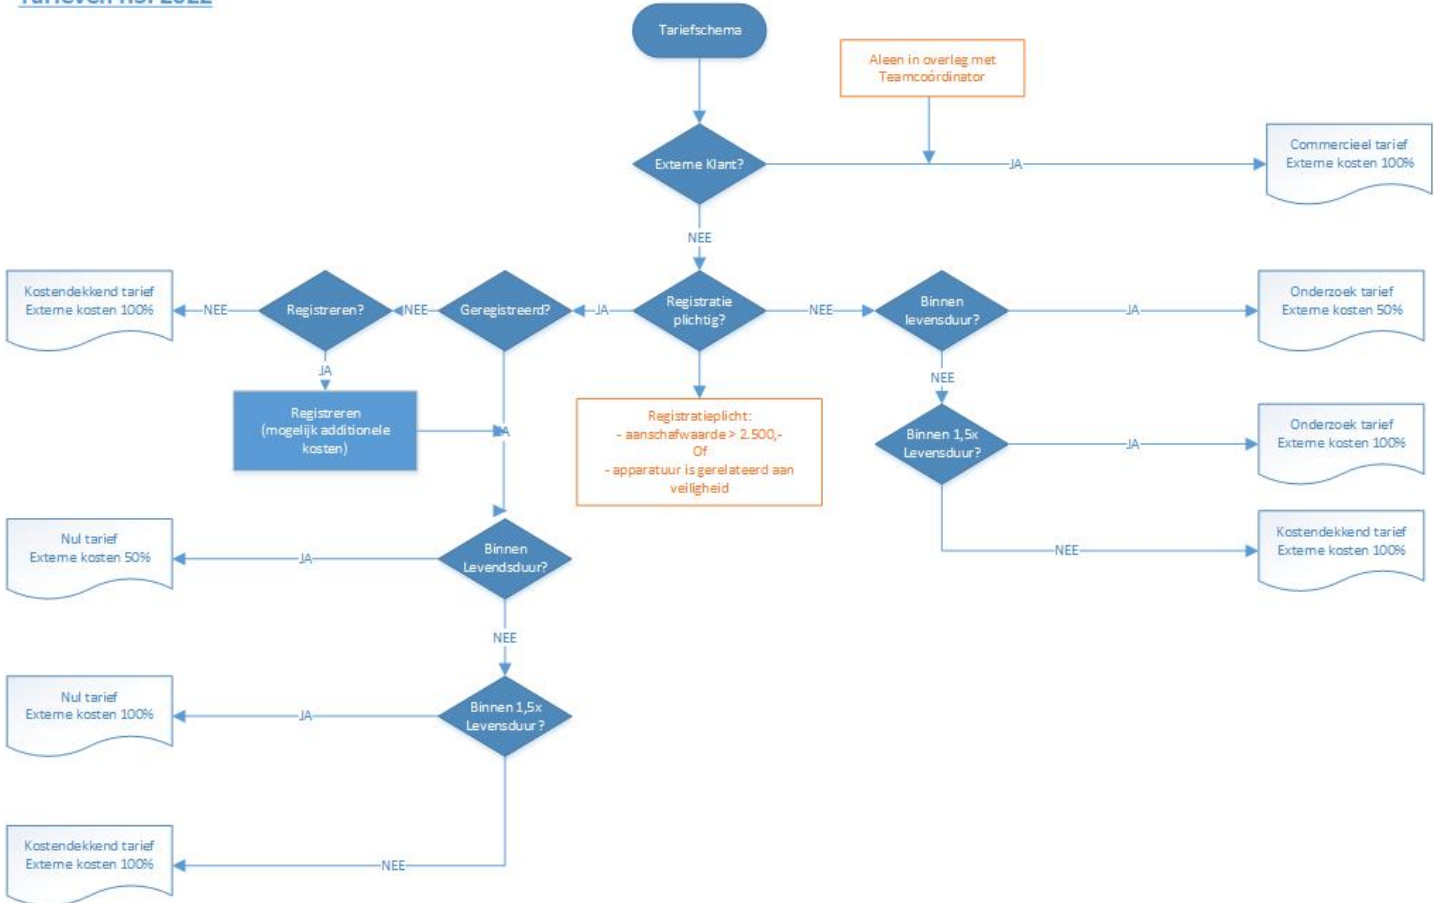 2022
Tariefschema
Aleen in overleg met
Teamcoördinator
Externe Klant?
JA
Commercieel tarief
Externe kosten 100%
NEE
Kostendekkend tarief
Externe kosten 100%
NEE
Registreren?
NEE
Geregistreerd?
JA
Registratie
plichtig?
NEE
Binnen
levensduur?
JA
Onderzoek tarief
Externe kosten 50%
JA
NEE
Registreren
(mogelijk additionele
kosten)
JA
Registratieplicht:
- aanschafwaarde > 2.500,-
Of
- apparatuur is gerelateerd aan
veiligheid
Binnen 1,5x
Levensduur?
JA
Onderzoek tarief
Externe kosten 100%
Nul tarief
Externe kosten 50%
JA
Binnen
Levendsduur?
NEE
Kostendekkend tarief
Externe kosten 100%
NEE
Nul tarief
Externe kosten 100%
JA
Binnen 1,5x
Levensduur?
Kostendekkend tarief
Externe kosten 100%
NEE